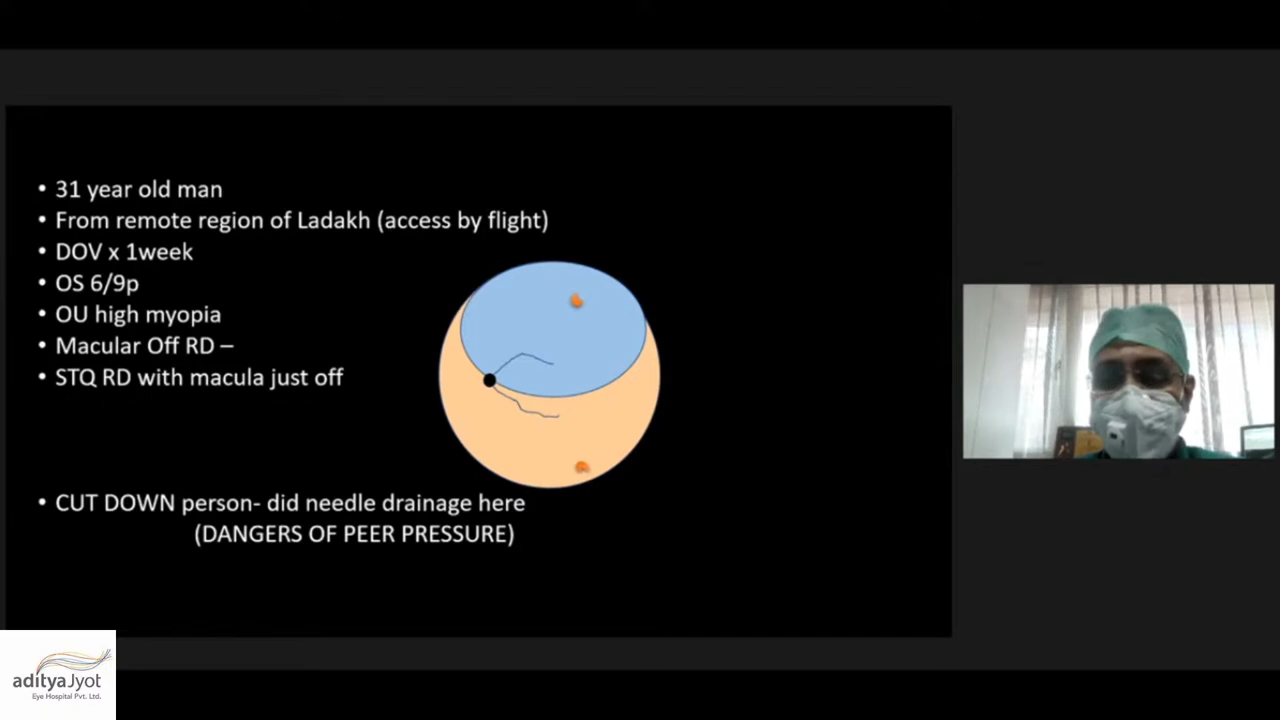 • 31 year old man
• From remote region of Ladakh (access by flight)
• DOV x 1week
• OS 6/9p
• OU high myopia
• Macular Off RD –
• STQ RD with macula just off
• CUT DOWN person- did needle drainage here
(DANGERS OF PEER PRESSURE)
adityaJyot
Eye Hospital Pvt. Ltd.